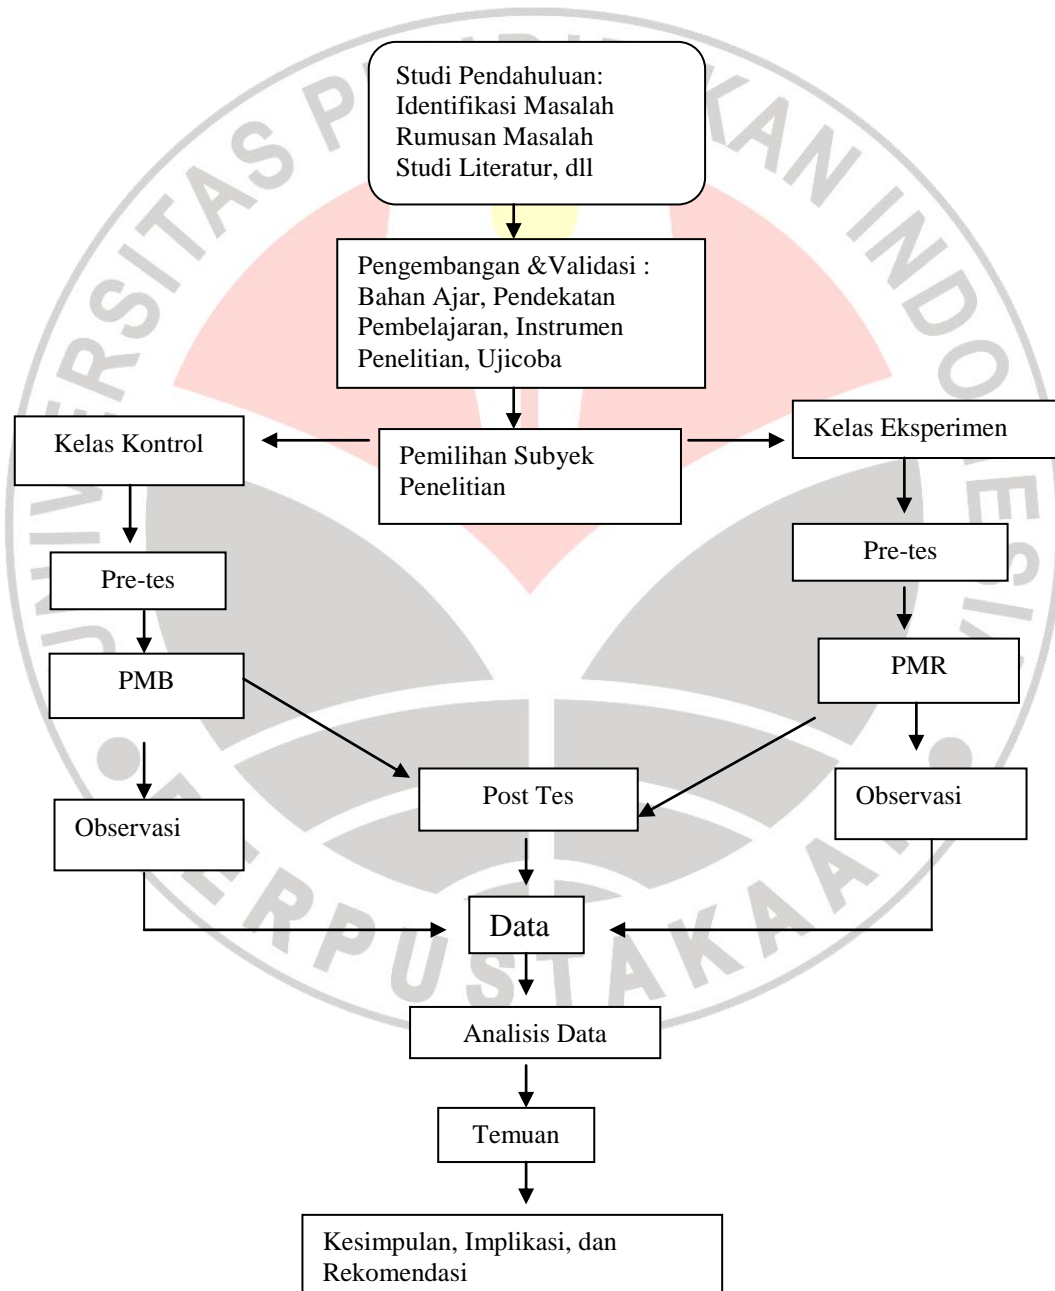 Studi Pendahuluan:
Identifikasi Masalah
Rumusan Masalah
Studi Literatur, dll
Pengembangan &Validasi :
Bahan Ajar, Pendekatan
Pembelajaran, Instrumen
Penelitian, Ujicoba
Kelas Kontrol
Pemilihan Subyek
Penelitian
Kelas Eksperimen
Pre-tes
Pre-tes
PMB
PMR
Post Tes
Observasi
Observasi
Data
Analisis Data
Temuan
Kesimpulan, Implikasi, dan
Rekomendasi
PERPUSTAKAAN